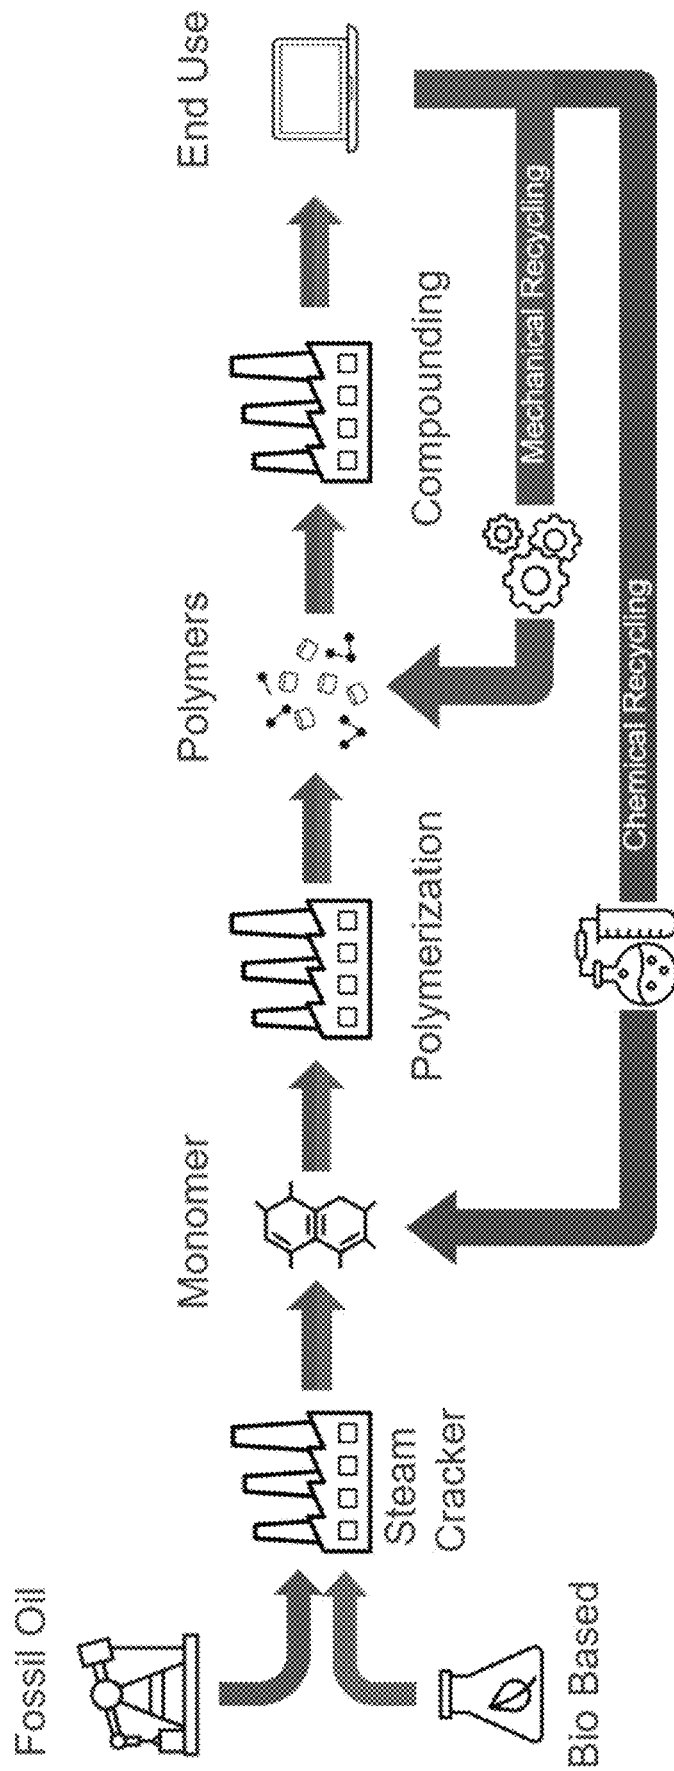 Fossil Oil
Bio Based
Steam
Cracker
Monomer
Polymerization
Polymers
Compounding
End Use
Mechanical Recycling
Chemical Recycling